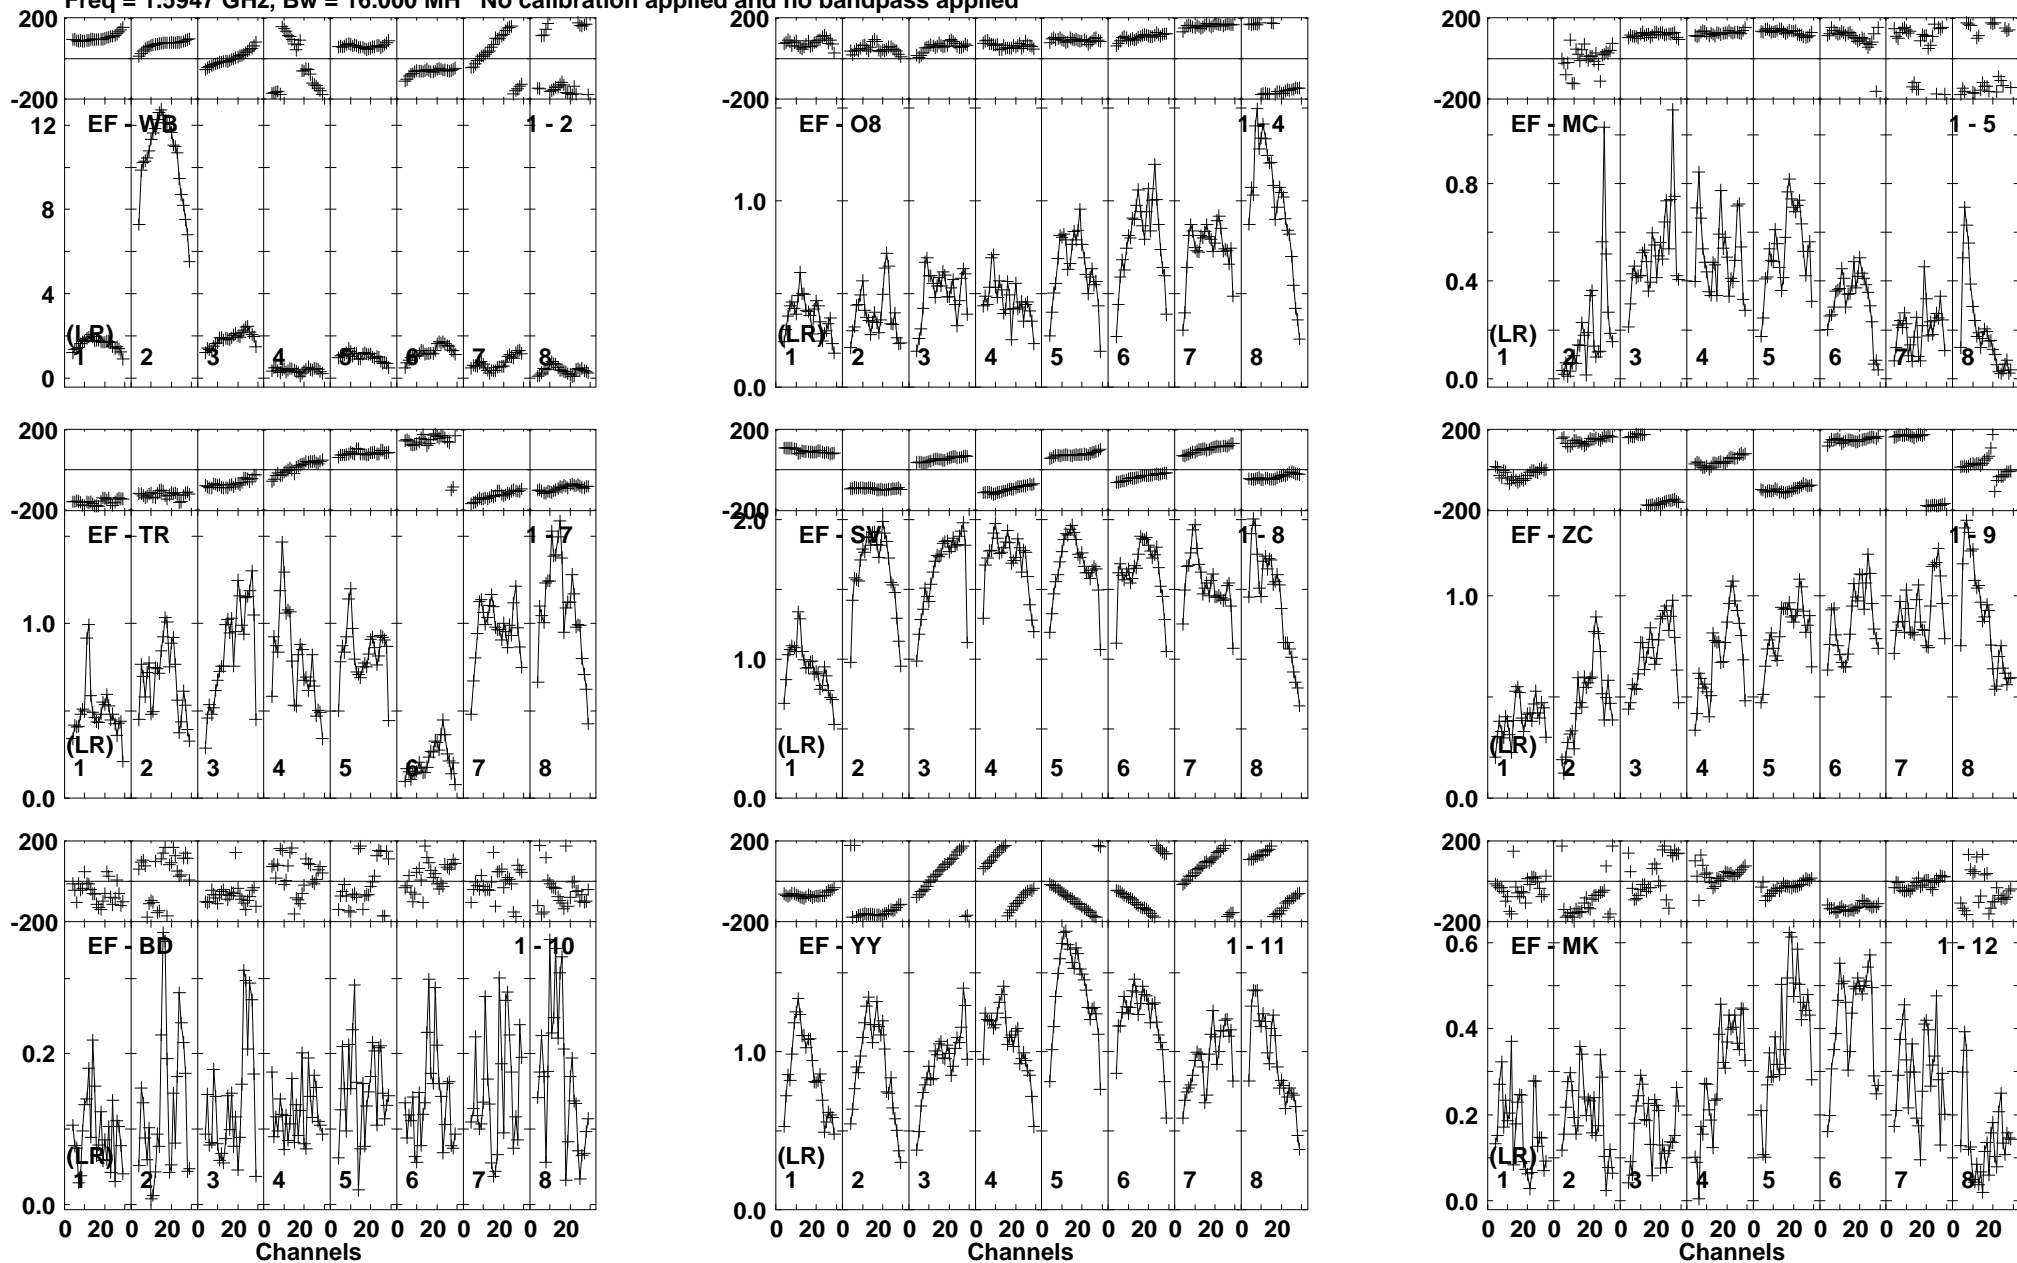 Freq = 1.5947 GHz, Bw = 16.000 MH   No calibration applied and no bandpass applied
200
-200
12
8
4
0
EF - WB
1 - 2
(LR)
1 2 3 4 5 6 7 8
200
-200
1.0
0.0
EF - O8
1 - 4
(LR)
1 2 3 4 5 6 7 8
200
-200
0.8
0.4
0.0
EF - MC
1 - 5
(LR)
1 2 3 4 5 6 7 8
200
-200
1.0
0.0
EF - TR
1 - 7
(LR)
1 2 3 4 5 6 7 8
200
-200
2.0
1.0
0.0
EF - SV
1 - 8
(LR)
1 2 3 4 5 6 7 8
200
-200
1.0
0.0
EF - ZC
1 - 9
(LR)
1 2 3 4 5 6 7 8
200
-200
0.2
0.0
EF - BD
1 - 10
(LR)
1 2 3 4 5 6 7 8
0 20 0 20 0 20 0 20 0 20 0 20 0 20 0 20
Channels
200
-200
1.0
0.0
EF - YY
1 - 11
(LR)
1 2 3 4 5 6 7 8
0 20 0 20 0 20 0 20 0 20 0 20 0 20 0 20
200
-200
0.6
0.4
0.2
0.0
EF - MK
1 - 12
(LR)
1 2 3 4 5 6 7 8
0 20 0 20 0 20 0 20 0 20 0 20 0 20 0 20
Channels